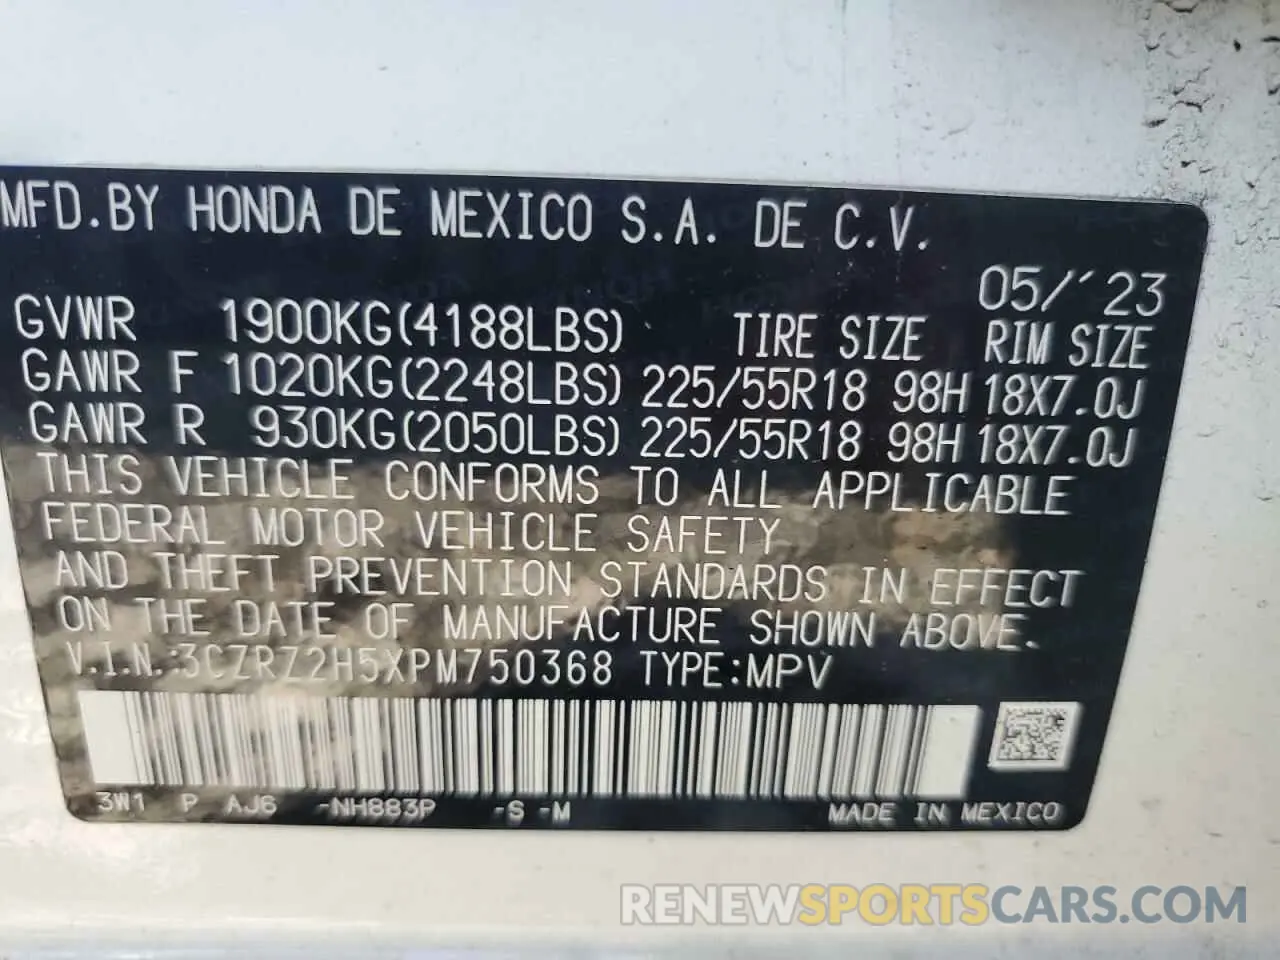 MFD.BY HONDA DE MEXICO S.A. DE C.V.
05/'23
GVWR 1900KG(4188LBS) TIRE SIZE RIM SIZE
GAWR F 1020KG(2248LBS) 225/55R18 98H 18X7.0J
GAWR R 930KG(2050LBS) 225/55R18 98H 18X7.0J
THIS VEHICLE CONFORMS TO ALL APPLICABLE
FEDERAL MOTOR VEHICLE SAFETY
AND THEFT PREVENTION STANDARDS IN EFFECT
ON THE DATE OF MANUFACTURE SHOWN ABOVE.
V.I.N.:3CZRZ2H5XPM750368 TYPE:MPV
3W1 P AJ6 -NH883P -S -M MADE IN MEXICO
RENEWSPORTSCARS.COM